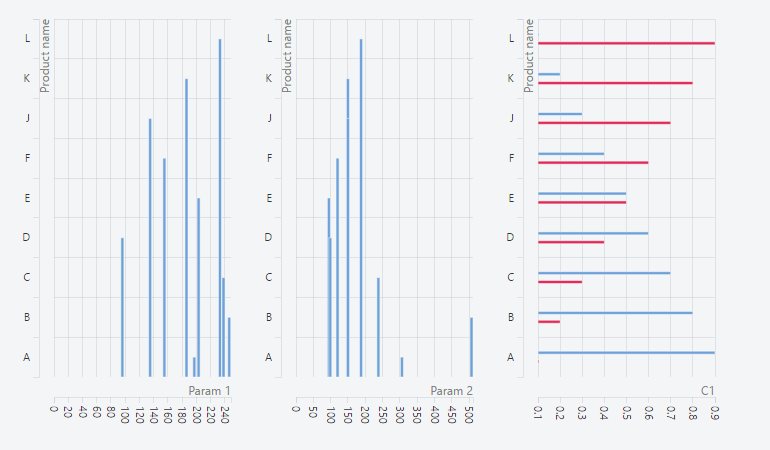 Product name
L
K
J
F
E
D
C
B
A
Param 1
0
20
40
60
80
100
120
140
160
180
200
220
240
Product name
L
K
J
F
E
D
C
B
A
Param 2
0
50
100
150
200
250
300
350
400
450
500
Product name
L
K
J
F
E
D
C
B
A
C1
0.1
0.2
0.3
0.4
0.5
0.6
0.7
0.8
0.9